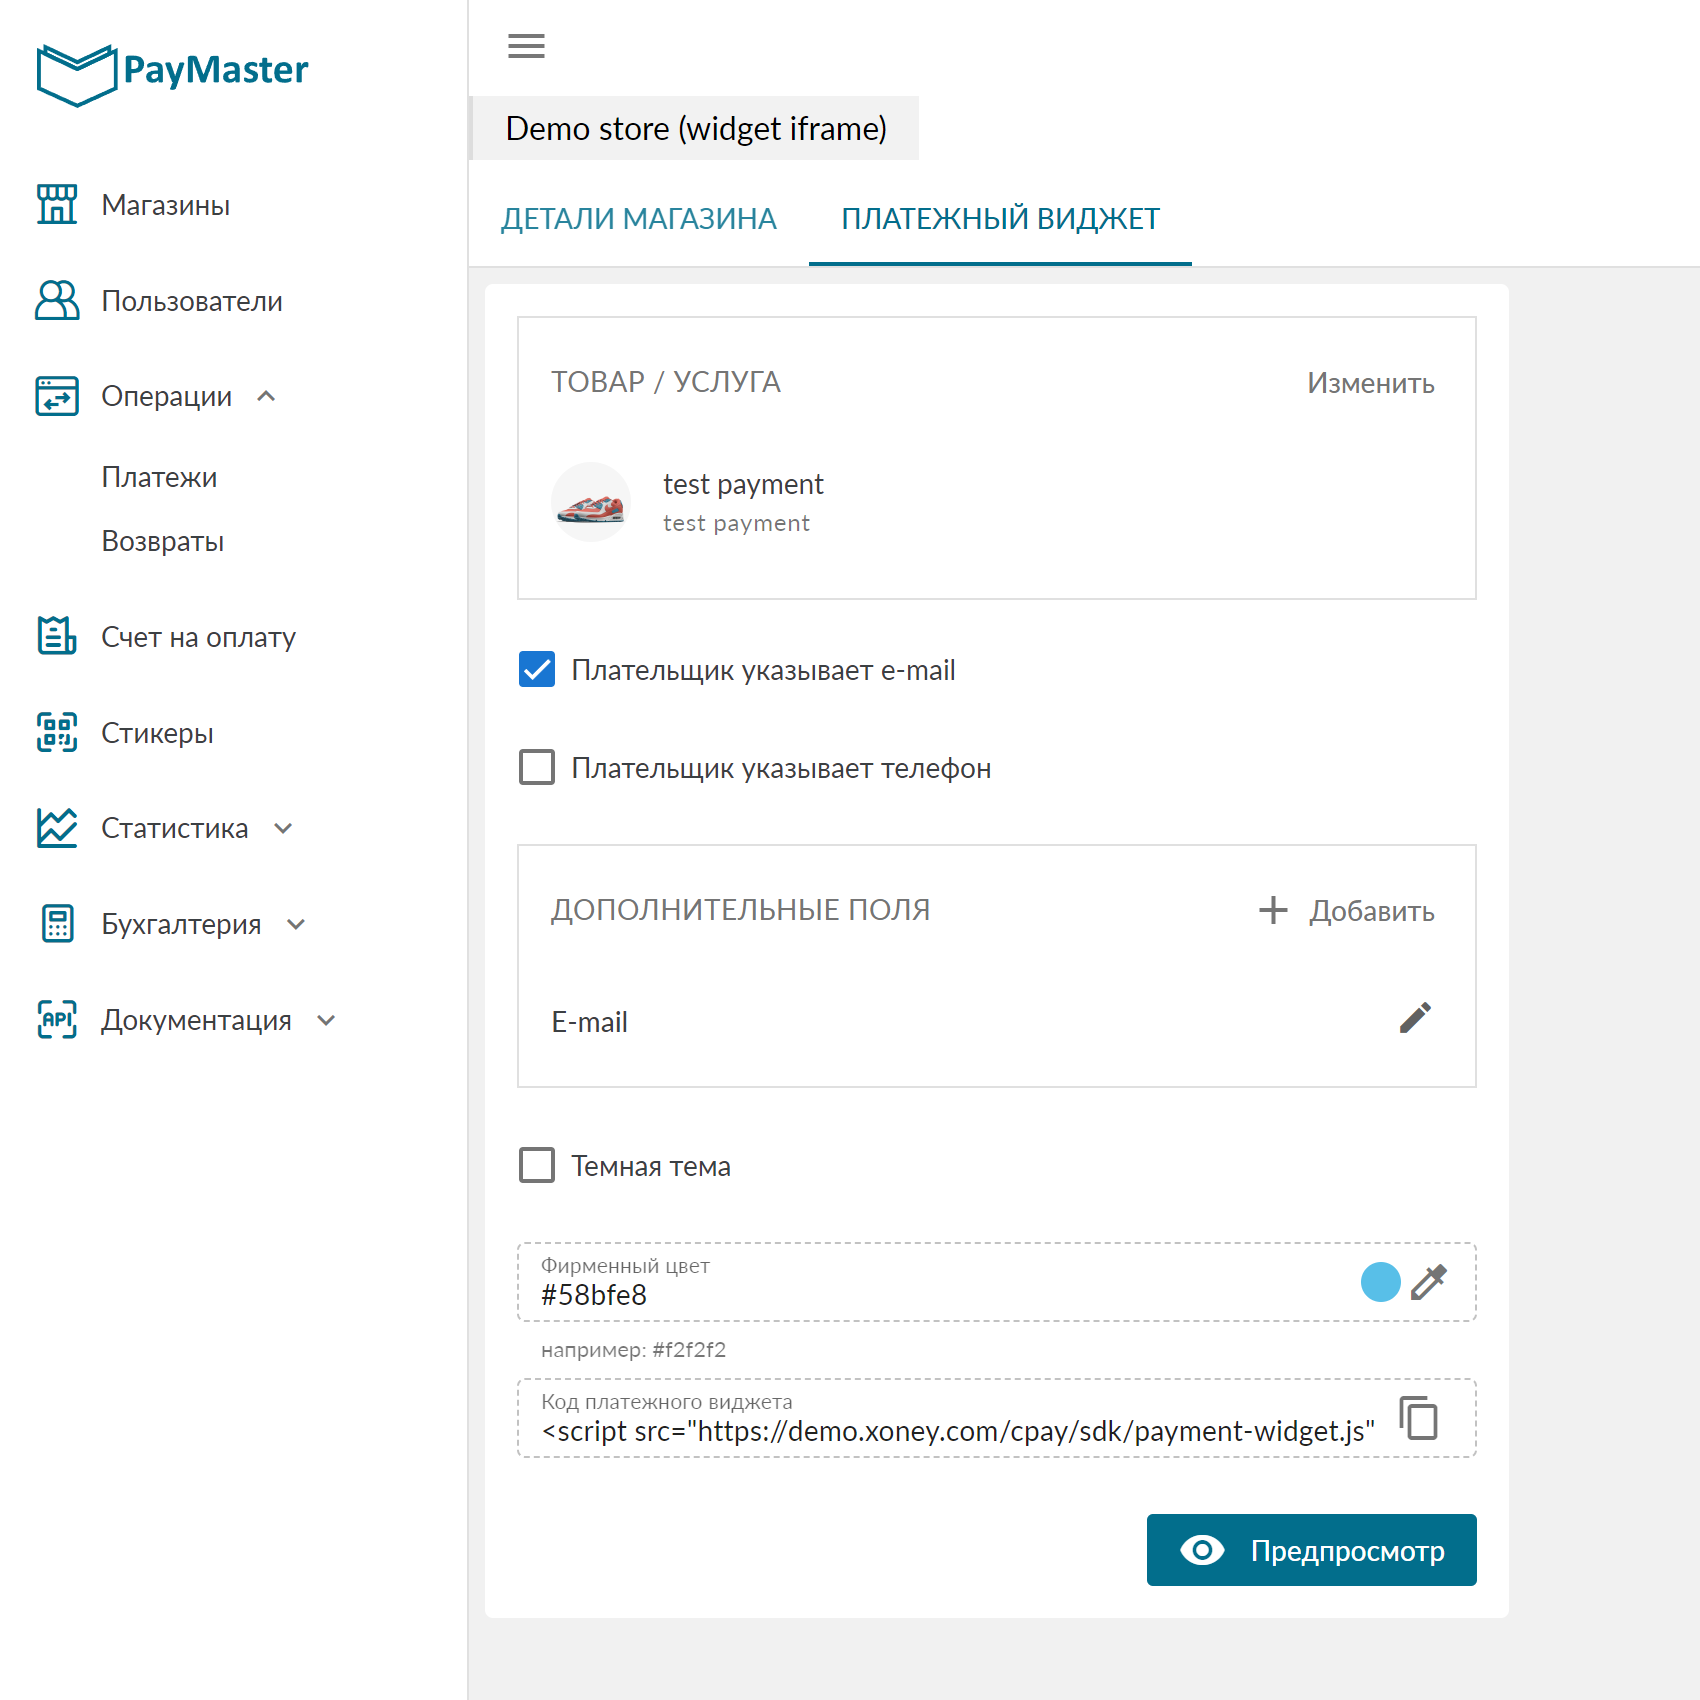 PayMaster
Магазины
Пользователи
Операции
Платежи
Возвраты
Счет на оплату
Стикеры
Статистика
Бухгалтерия
API Документация
Demo store (widget iframe)
ДЕТАЛИ МАГАЗИНА ПЛАТЕЖНЫЙ ВИДЖЕТ
ТОВАР / УСЛУГА Изменить
test payment
test payment
Плательщик указывает e-mail
Плательщик указывает телефон
ДОПОЛНИТЕЛЬНЫЕ ПОЛЯ Добавить
E-mail
Темная тема
Фирменный цвет
#58bfe8
например: #f2f2f2
Код платежного виджета
<script src="https://demo.xoney.com/cpay/sdk/payment-widget.js"
Предпросмотр